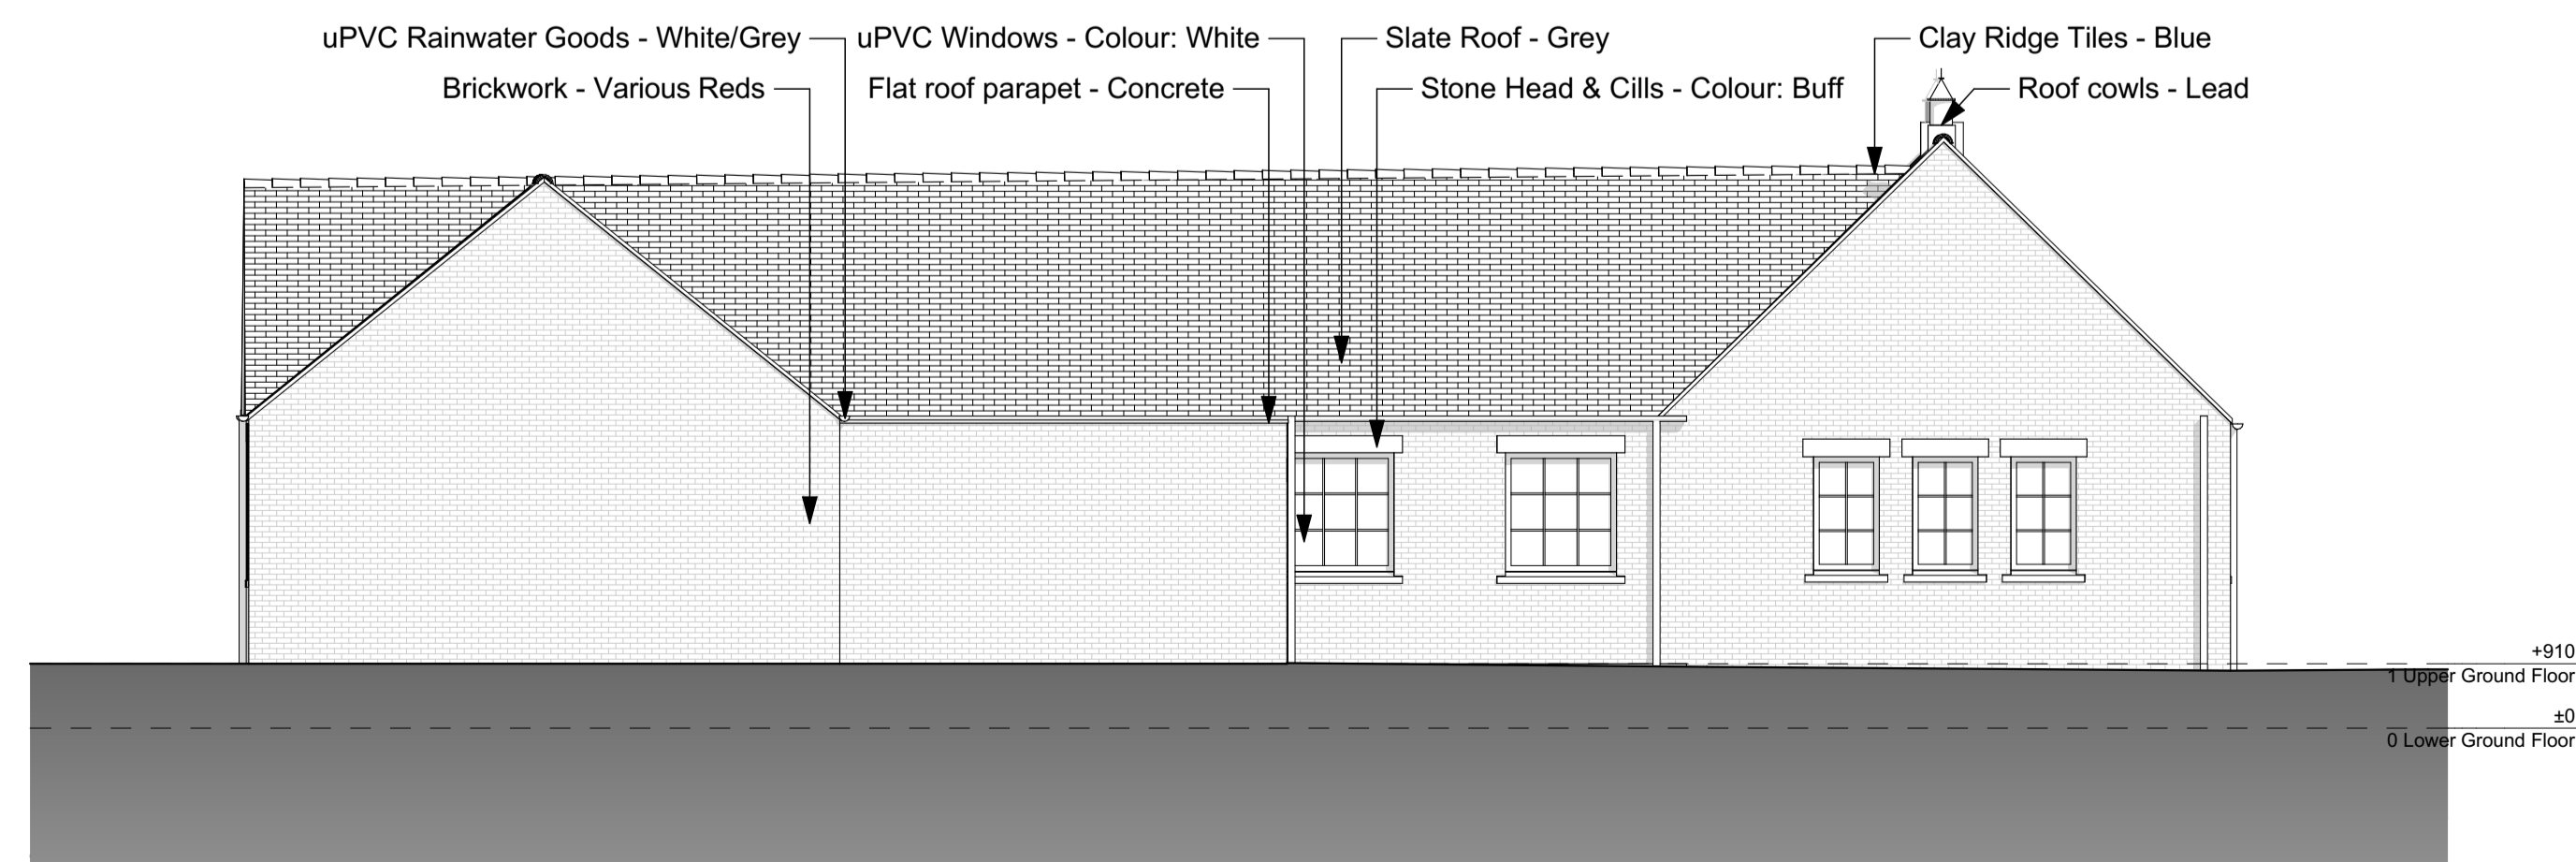 uPVC Rainwater Goods - White/Grey
uPVC Windows - Colour: White
Slate Roof - Grey
Clay Ridge Tiles - Blue
Brickwork - Various Reds
Flat roof parapet - Concrete
Stone Head & Cills - Colour: Buff
Roof cowls - Lead
+910
1 Upper Ground Floor
±0
0 Lower Ground Floor